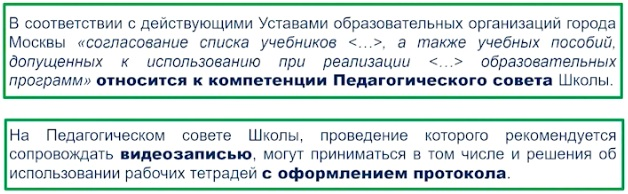 В соответствии с действующими Уставами образовательных организаций города
Москвы «согласование списка учебников <...>, а также учебных пособий,
допущенных к использованию при реализации <...> образовательных
программ» относится к компетенции Педагогического совета Школы.
На Педагогическом совете Школы, проведение которого рекомендуется
сопровождать видеозаписью, могут приниматься в том числе и решения об
использовании рабочих тетрадей с оформлением протокола.